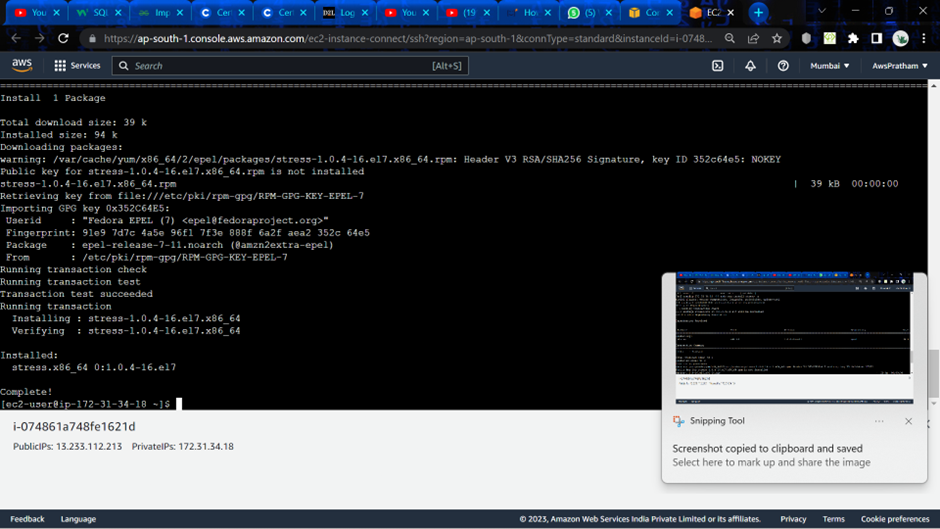 You
SQL
Imp
Cert
Cert
DZL
Log
You
(19
Ho
(5)
Co
EC2
https://ap-south-1.console.aws.amazon.com/ec2-instance-connect/ssh?region=ap-south-1&connType=standard&instanceId=i-0748...
aws
Services
Search
[Alt+S]
Mumbai
AwsPratham
Install  1 Package
Total download size: 39 k
Installed size: 94 k
Downloading packages:
warning: /var/cache/yum/x86_64/2/epel/packages/stress-1.0.4-16.el7.x86_64.rpm: Header V3 RSA/SHA256 Signature, key ID 352c64e5: NOKEY
Public key for stress-1.0.4-16.el7.x86_64.rpm is not installed
stress-1.0.4-16.el7.x86_64.rpm | 39 kB 00:00:00
Retrieving key from file:///etc/pki/rpm-gpg/RPM-GPG-KEY-EPEL-7
Importing GPG key 0x352C64E5:
Userid : "Fedora EPEL (7) <epel@fedoraproject.org>"
Fingerprint: 91e9 7d7c 4a5e 96f1 7f3e 888f 6a2f aea2 352c 64e5
Package : epel-release-7-11.noarch (@amzn2extra-epel)
From : /etc/pki/rpm-gpg/RPM-GPG-KEY-EPEL-7
Running transaction check
Running transaction test
Transaction test succeeded
Running transaction
Installing : stress-1.0.4-16.el7.x86_64
Verifying : stress-1.0.4-16.el7.x86_64
Installed:
stress.x86_64 0:1.0.4-16.el7
Complete!
[ec2-user@ip-172-31-34-18 ~]$
i-074861a748fe1621d
PublicIPs: 13.233.112.213 PrivateIPs: 172.31.34.18
Snipping Tool
Screenshot copied to clipboard and saved
Select here to mark up and share the image
Feedback
Language
© 2023, Amazon Web Services India Private Limited or its affiliates.
Privacy
Terms
Cookie preferences